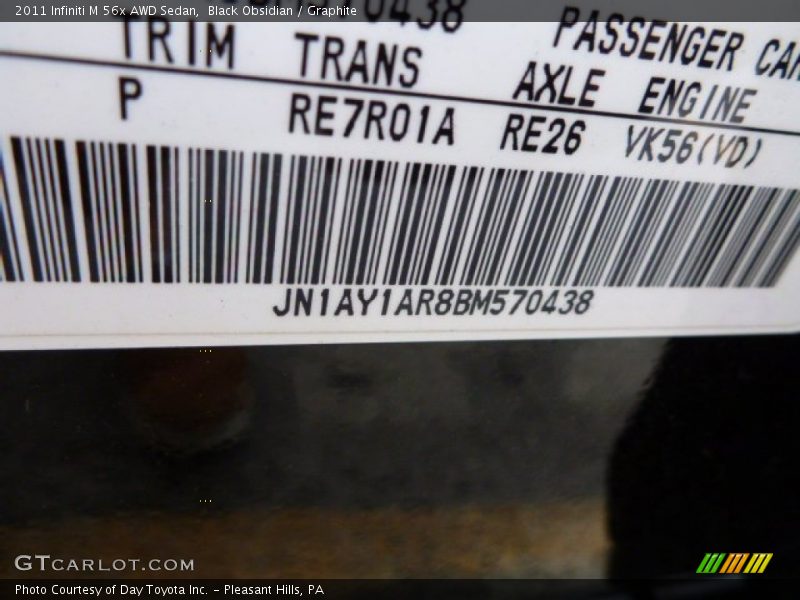 2011 Infiniti M 56x AWD Sedan,  Black Obsidian / Graphite
0438
PASSENGER CAR
TRIM TRANS AXLE ENGINE
P RE7R01A RE26 VK56(VD)
JN1AY1AR8BM570438
GTCARLOT.COM
Photo Courtesy of Day Toyota Inc. - Pleasant Hills, PA